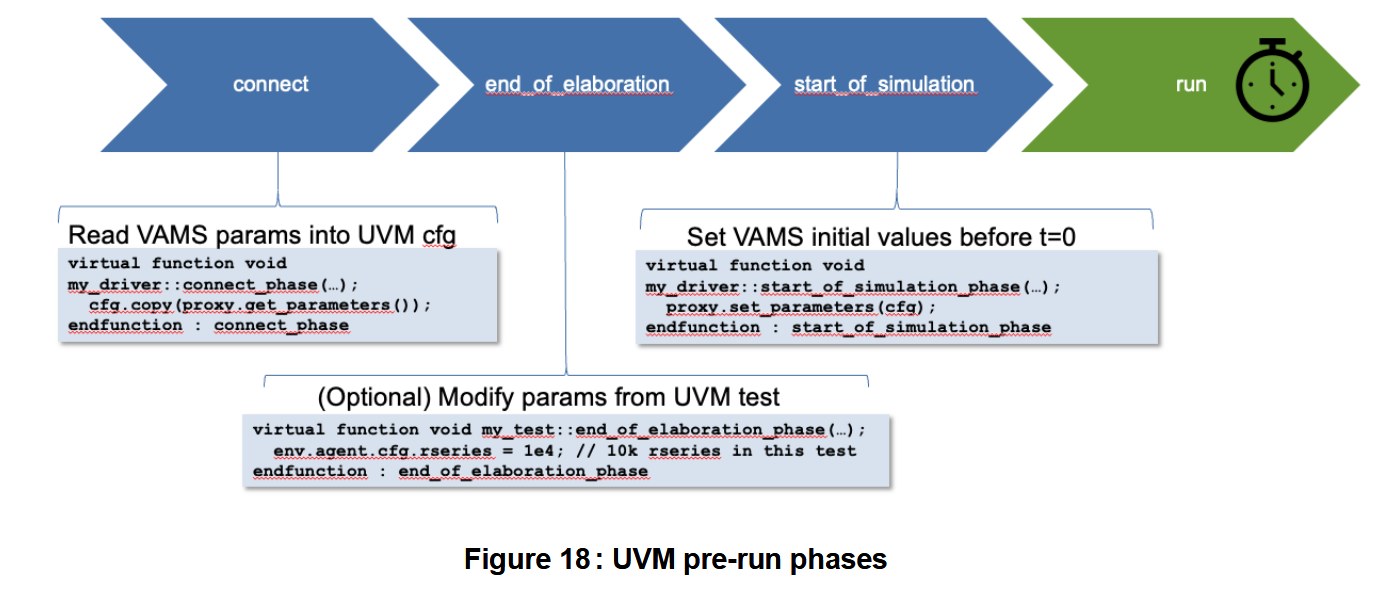 connect
end_of_elaboration
start_of_simulation
run
Read VAMS params into UVM cfg
virtual function void
my_driver::connect_phase(…);
cfg.copy(proxy.get_parameters());
endfunction : connect_phase
Set VAMS initial values before t=0
virtual function void
my_driver::start_of_simulation_phase(…);
proxy.set_parameters(cfg);
endfunction : start_of_simulation_phase
(Optional) Modify params from UVM test
virtual function void my_test::end_of_elaboration_phase(…);
env.agent.cfg.rseries = 1e4; // 10k rseries in this test
endfunction : end_of_elaboration_phase
Figure 18: UVM pre-run phases